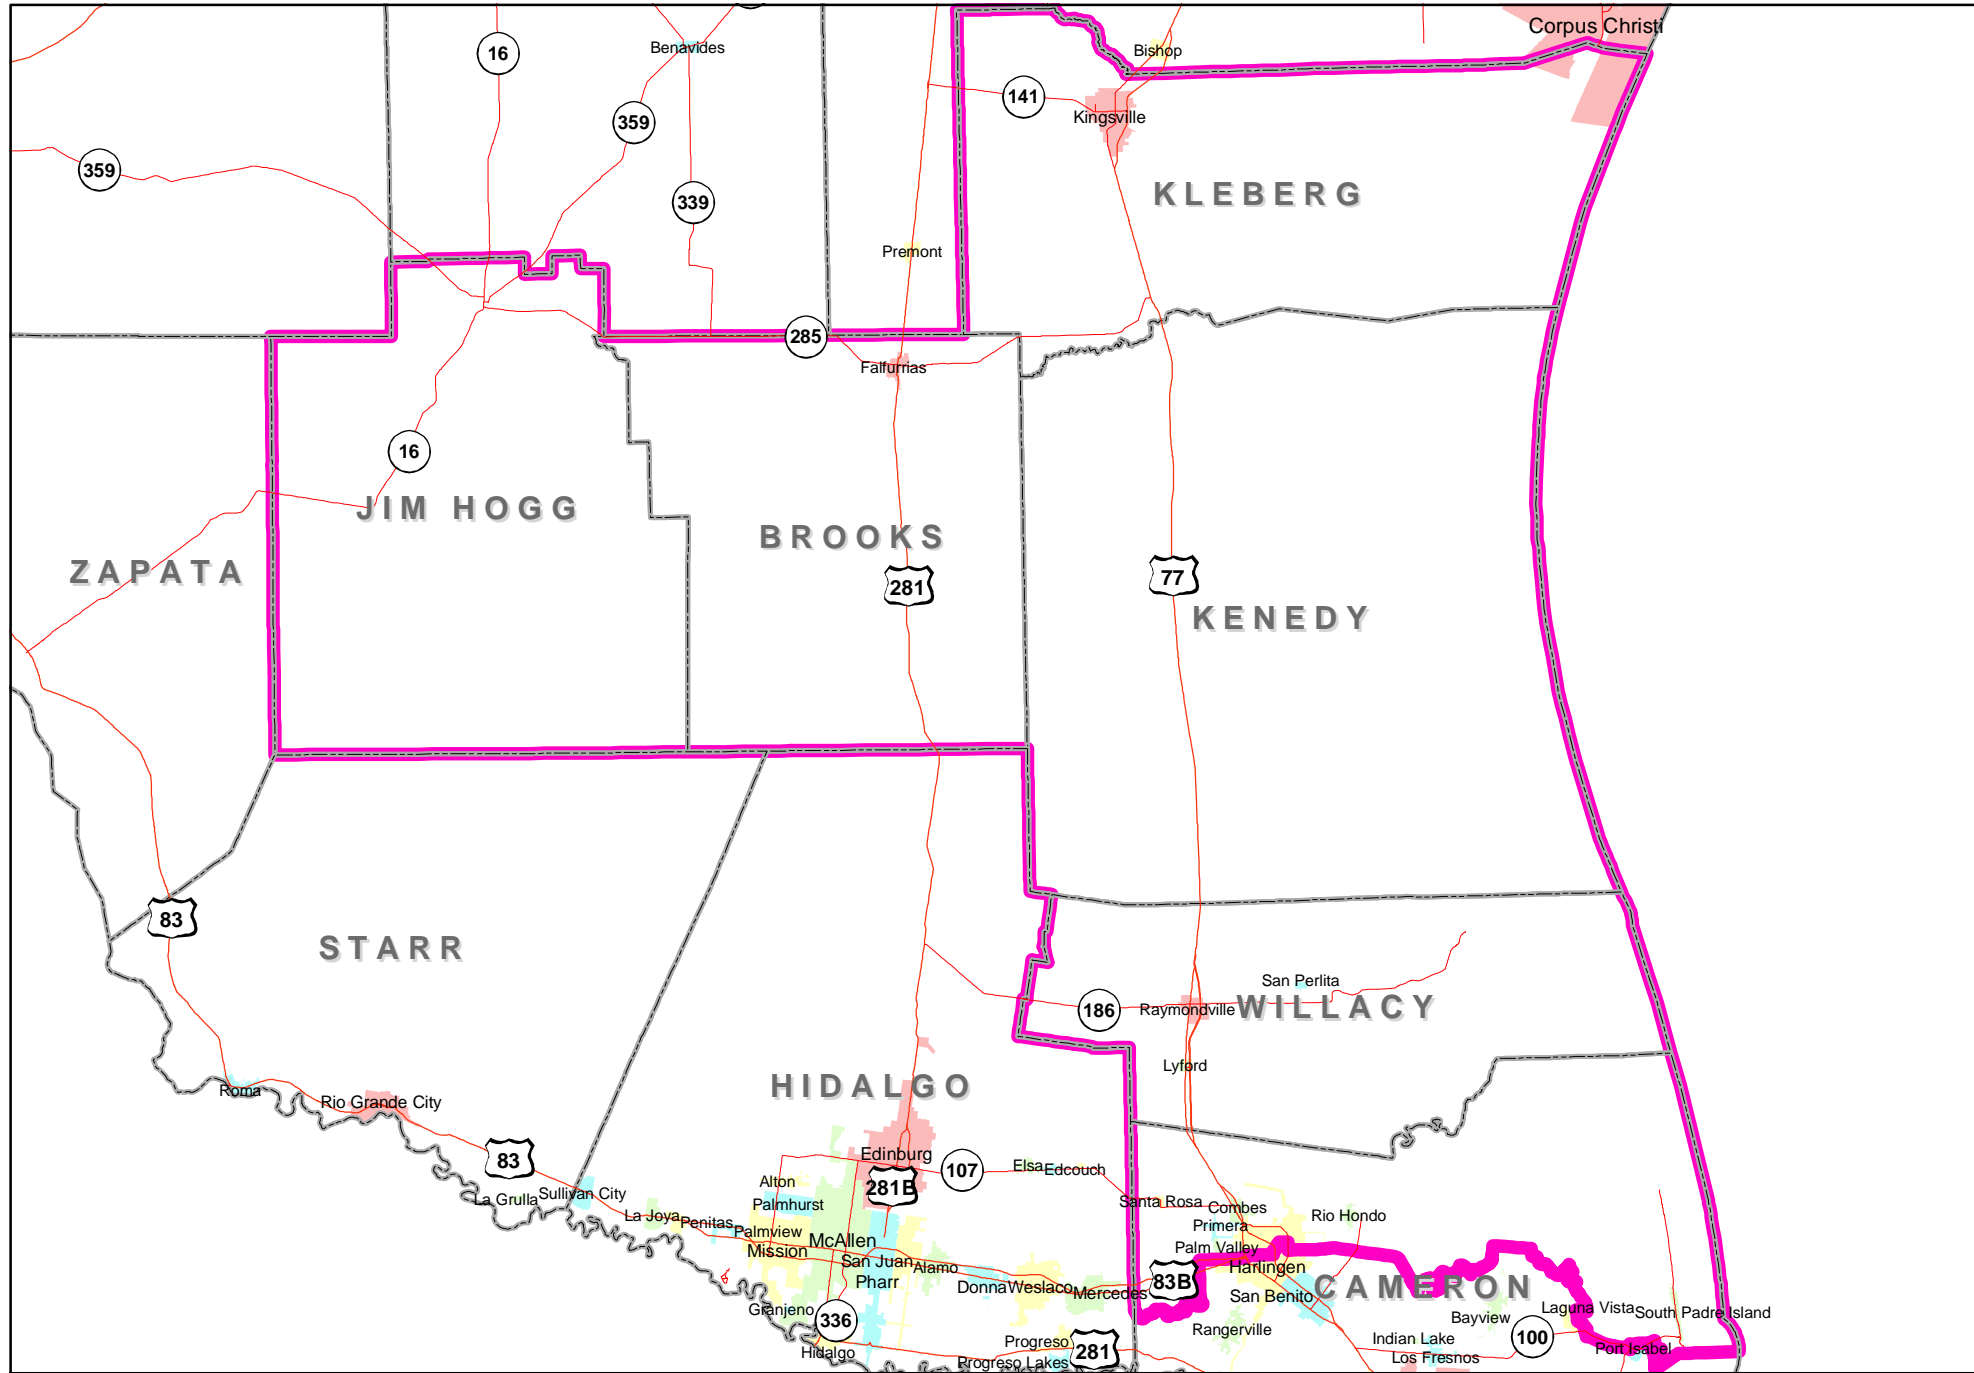 Corpus Christi
16
Benavides
Bishop
141
359
Kingsville
359
KLEBERG
339
Premont
285
Falfurrias
16
JIM HOGG
BROOKS
ZAPATA
281
77
KENEDY
83
STARR
San Perlita
186
Raymondville
WILLACY
Lyford
HIDALGO
Roma
Rio Grande City
83
Edinburg
107
Elsa
Edcouch
281B
Alton
Palmhurst
La Grulla
Sullivan City
Santa Rosa
Combes
La Joya
Penitas
Primera
Rio Hondo
Palmview
McAllen
Mission
Palm Valley
San Juan
Alamo
Harlingen
Pharr
Donna
Weslaco
Mercedes
83B
CAMERON
San Benito
Granjeno
336
Laguna Vista
South Padre Island
Bayview
Rangerville
100
Indian Lake
Progreso
281
Port Isabel
Hidalgo
Los Fresnos
Progreso Lakes